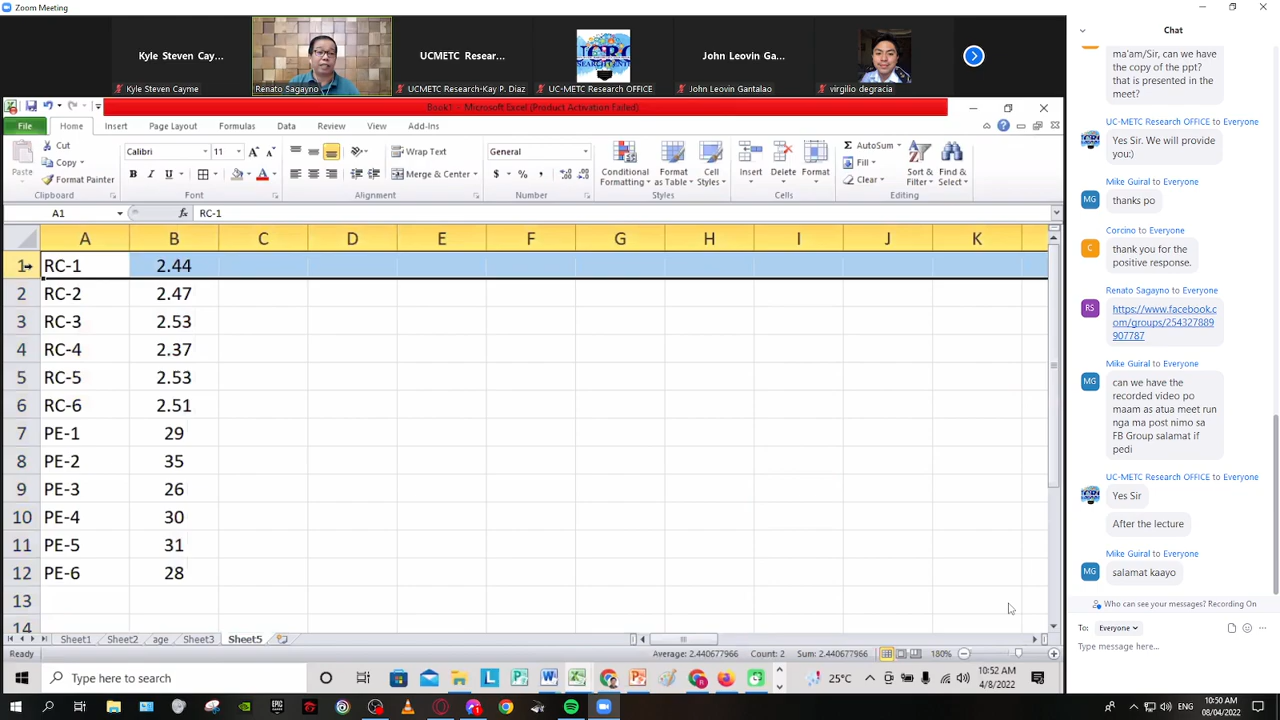 Zoom Meeting
Kyle Steven Cay...
UCMETC Resear...
John Leovin Ga...
Kyle Steven Cayme
Renato Sagayno
UCMETC Research-Kay P. Diaz
UC-METC Research OFFICE
John Leovin Gantalao
virgilio degracia
Book1 - Microsoft Excel (Product Activation Failed)
File Home Insert Page Layout Formulas Data Review View Add-Ins
Cut
Copy
Format Painter
Paste
Clipboard
Calibri 11
Font
Wrap Text
Merge & Center
Alignment
General
Number
Conditional Formatting
Format as Table
Cell Styles
Styles
Insert Delete Format
Cells
AutoSum
Fill
Clear
Sort & Filter
Find & Select
Editing
A1 fx RC-1
A B C D E F G H I J K
1 RC-1 2.44
2 RC-2 2.47
3 RC-3 2.53
4 RC-4 2.37
5 RC-5 2.53
6 RC-6 2.51
7 PE-1 29
8 PE-2 35
9 PE-3 26
10 PE-4 30
11 PE-5 31
12 PE-6 28
13
14
Sheet1 Sheet2 age Sheet3 Sheet5
Ready Average: 2.440677966 Count: 2 Sum: 2.440677966 180%
Type here to search
25°C
10:52 AM
4/8/2022
Chat
ma'am/Sir, can we have
the copy of the ppt?
that is presented in the
meet?
UC-METC Research OFFICE to Everyone
Yes Sir. We will provide
you:)
Mike Guiral to Everyone
MG
thanks po
Corcino to Everyone
C
thank you for the
positive response.
Renato Sagayno to Everyone
RS
https://www.facebook.c
om/groups/254327889
907787
Mike Guiral to Everyone
MG
can we have the
recorded video po
maam as atua meet run
nga ma post nimo sa
FB Group salamat if
pedi
UC-METC Research OFFICE to Everyone
Yes Sir
After the lecture
Mike Guiral to Everyone
MG
salamat kaayo
Who can see your messages? Recording On
To: Everyone
Type message here...
ENG
10:50 AM
08/04/2022